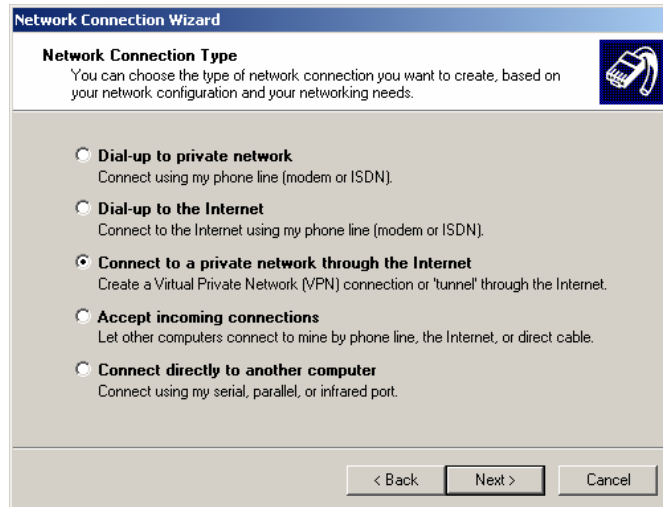 Network Connection Wizard
Network Connection Type
You can choose the type of network connection you want to create, based on
your network configuration and your networking needs.
Dial-up to private network
Connect using my phone line (modem or ISDN).
Dial-up to the Internet
Connect to the Internet using my phone line (modem or ISDN).
Connect to a private network through the Internet
Create a Virtual Private Network (VPN) connection or 'tunnel' through the Internet.
Accept incoming connections
Let other computers connect to mine by phone line, the Internet, or direct cable.
Connect directly to another computer
Connect using my serial, parallel, or infrared port.
< Back Next > Cancel